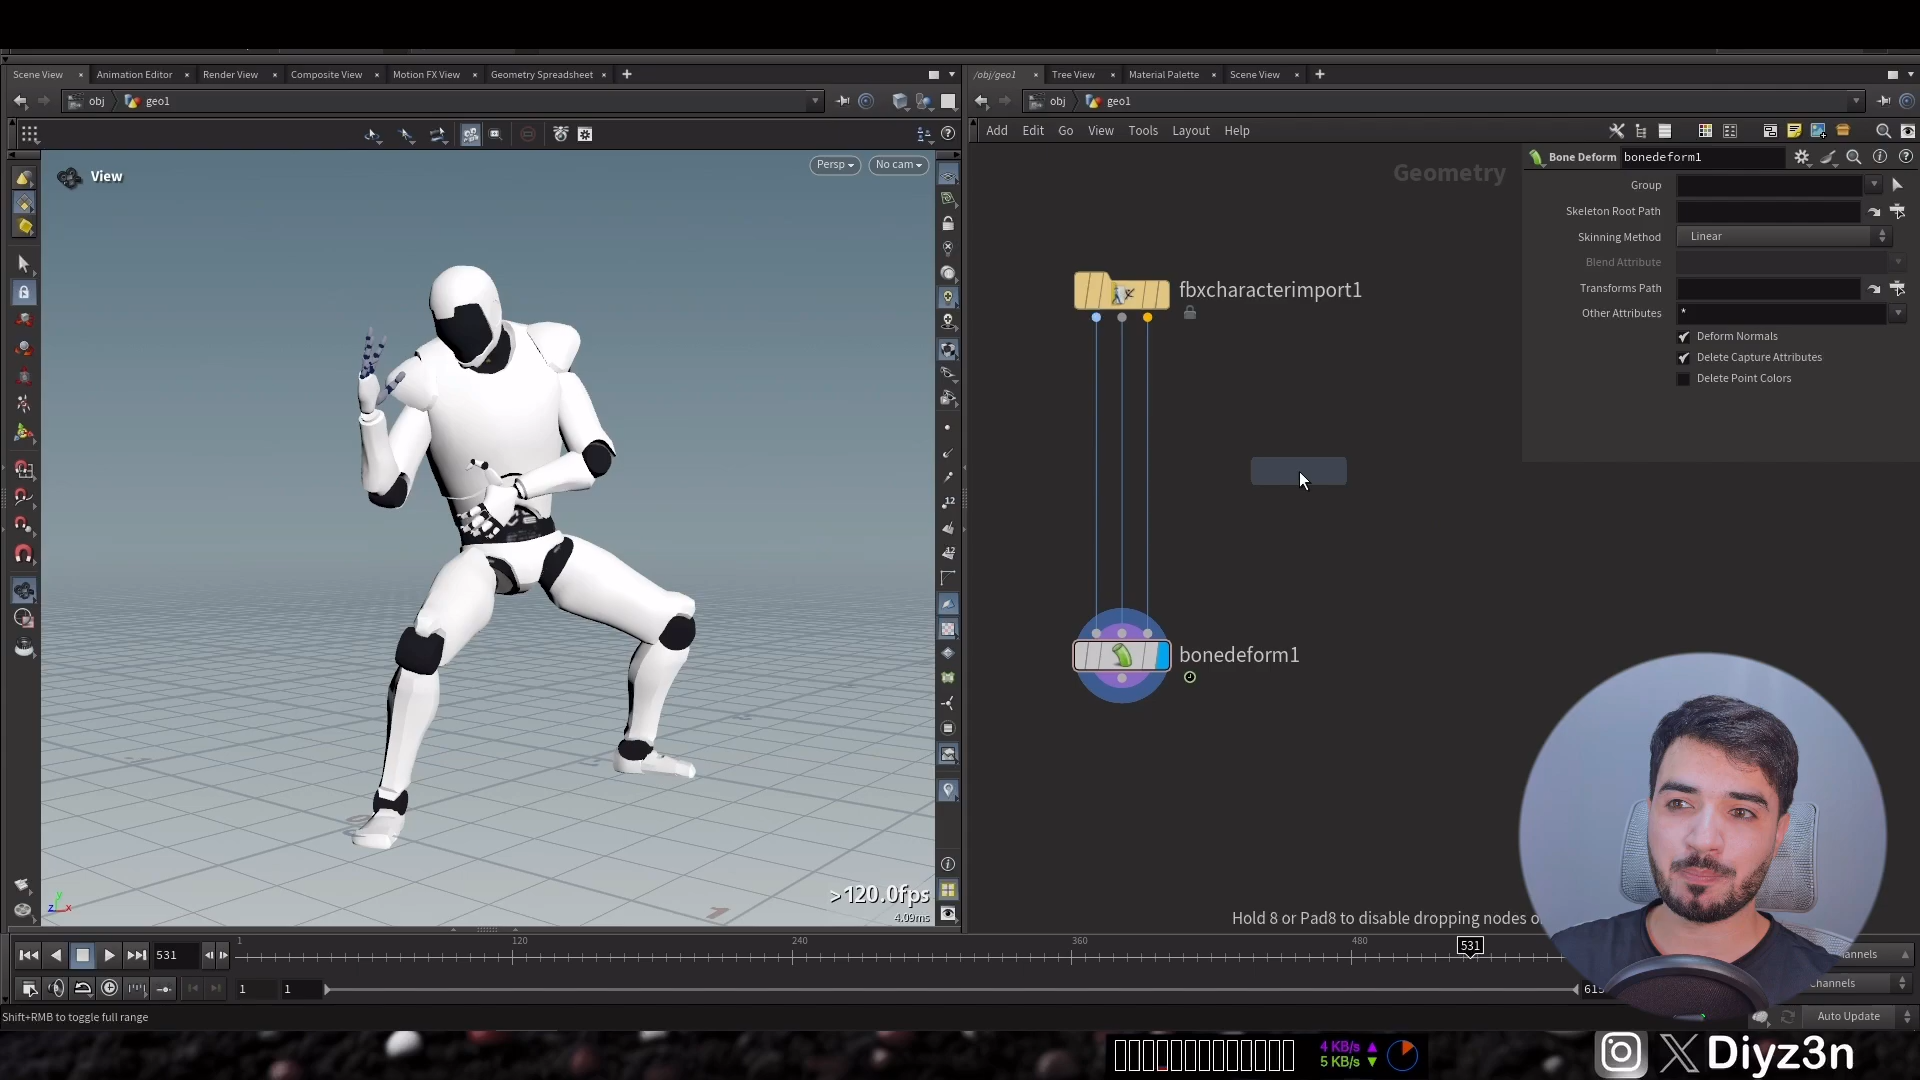 Scene View × Animation Editor × Render View × Composite View × Motion FX View × Geometry Spreadsheet × +
/obj/geo1 × Tree View × Material Palette × Scene View × +
obj geo1
obj geo1
Add Edit Go View Tools Layout Help
View
Persp No cam
Geometry
Bone Deform bonedeform1
Group
Skeleton Root Path
Skinning Method Linear
Blend Attribute
Transforms Path
Other Attributes *
Deform Normals
Delete Capture Attributes
Delete Point Colors
fbxcharacterimport1
bonedeform1
12
12
y
z x
>120.0fps
4.09ms
Hold 8 or Pad8 to disable dropping nodes o
531
1 120 240 360 480 531
1 1
Channels
Shift+RMB to toggle full range
Auto Update
4 KB/s
5 KB/s
Diyz3n